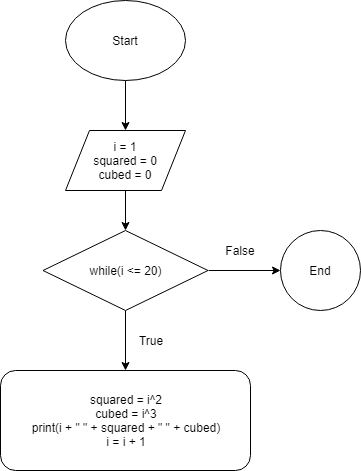 Start
i = 1
squared = 0
cubed = 0
while(i <= 20)
False
End
True
squared = i^2
cubed = i^3
print(i + " " + squared + " " + cubed)
i = i + 1